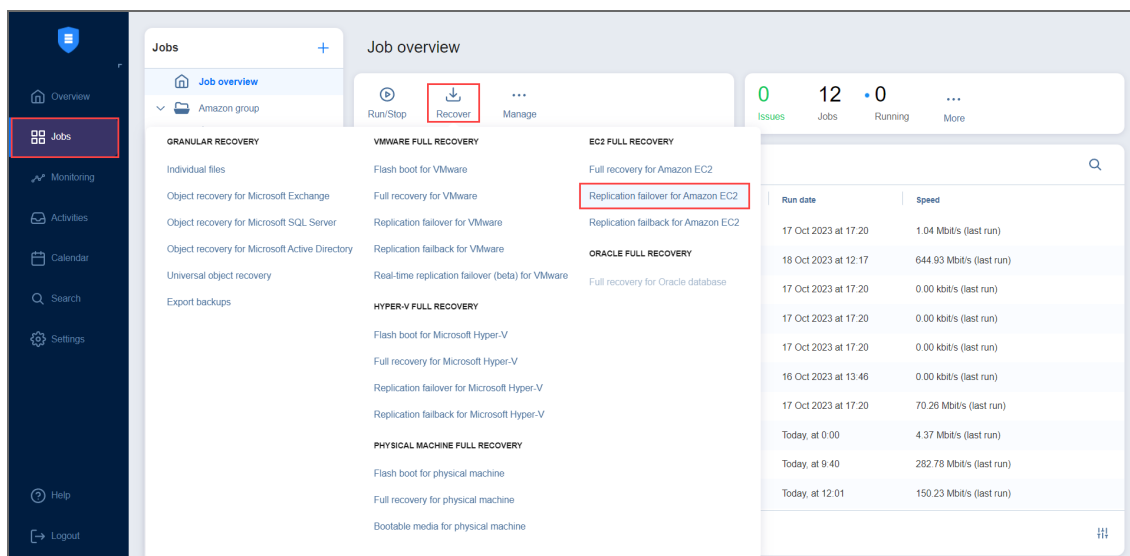 Overview
Jobs
Monitoring
Activities
Calendar
Search
Settings
Help
Logout
Jobs +
Job overview
Amazon group
Job overview
Run/Stop
Recover
Manage
0
Issues
12
Jobs
0
Running
More
GRANULAR RECOVERY
Individual files
Object recovery for Microsoft Exchange
Object recovery for Microsoft SQL Server
Object recovery for Microsoft Active Directory
Universal object recovery
Export backups
VMWARE FULL RECOVERY
Flash boot for VMware
Full recovery for VMware
Replication failover for VMware
Replication failback for VMware
Real-time replication failover (beta) for VMware
HYPER-V FULL RECOVERY
Flash boot for Microsoft Hyper-V
Full recovery for Microsoft Hyper-V
Replication failover for Microsoft Hyper-V
Replication failback for Microsoft Hyper-V
PHYSICAL MACHINE FULL RECOVERY
Flash boot for physical machine
Full recovery for physical machine
Bootable media for physical machine
EC2 FULL RECOVERY
Full recovery for Amazon EC2
Replication failover for Amazon EC2
Replication failback for Amazon EC2
ORACLE FULL RECOVERY
Full recovery for Oracle database
Run date Speed
17 Oct 2023 at 17:20 1.04 Mbit/s (last run)
18 Oct 2023 at 12:17 644.93 Mbit/s (last run)
17 Oct 2023 at 17:20 0.00 kbit/s (last run)
17 Oct 2023 at 17:20 0.00 kbit/s (last run)
17 Oct 2023 at 17:20 0.00 kbit/s (last run)
16 Oct 2023 at 13:46 0.00 kbit/s (last run)
17 Oct 2023 at 17:20 70.26 Mbit/s (last run)
Today, at 0:00 4.37 Mbit/s (last run)
Today, at 9:40 282.78 Mbit/s (last run)
Today, at 12:01 150.23 Mbit/s (last run)